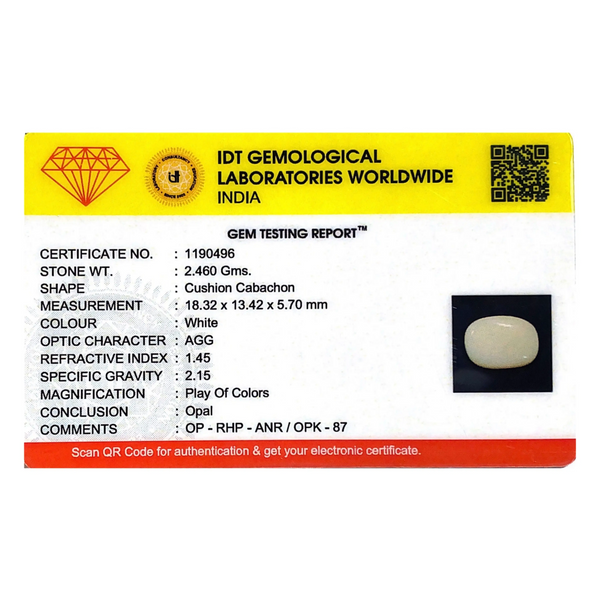 IDT GEMOLOGICAL
LABORATORIES WORLDWIDE
INDIA
GEM TESTING REPORT™
CERTIFICATE NO. : 1190496
STONE WT. : 2.460 Gms.
SHAPE : Cushion Cabachon
MEASUREMENT : 18.32 x 13.42 x 5.70 mm
COLOUR : White
OPTIC CHARACTER : AGG
REFRACTIVE INDEX : 1.45
SPECIFIC GRAVITY : 2.15
MAGNIFICATION : Play Of Colors
CONCLUSION : Opal
COMMENTS : OP - RHP - ANR / OPK - 87
Scan QR Code for authentication & get your electronic certificate.